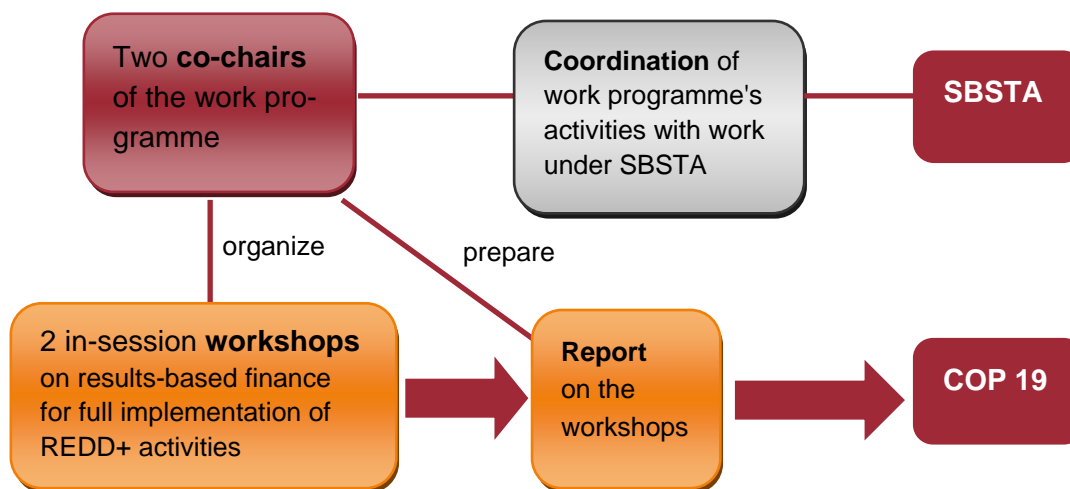 Two co-chairs
of the work pro-
gramme
Coordination of
work programme's
activities with work
under SBSTA
SBSTA
organize
prepare
2 in-session workshops
on results-based finance
for full implementation of
REDD+ activities
Report
on the
workshops
COP 19